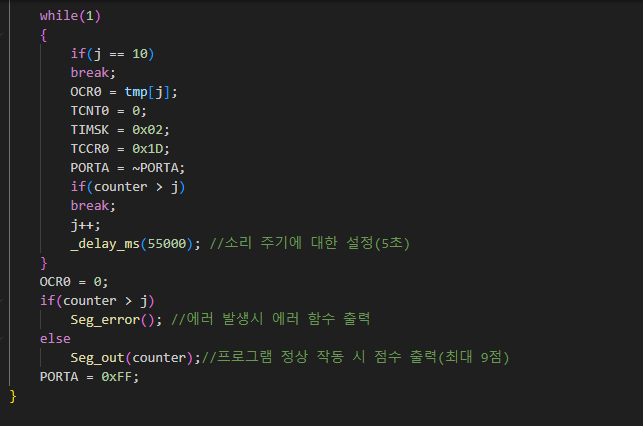 while(1)
{
if(j == 10)
break;
OCR0 = tmp[j];
TCNT0 = 0;
TIMSK = 0x02;
TCCR0 = 0x1D;
PORTA = ~PORTA;
if(counter > j)
break;
j++;
_delay_ms(55000); //소리 주기에 대한 설정(5초)
}
OCR0 = 0;
if(counter > j)
Seg_error(); //에러 발생시 에러 함수 출력
else
Seg_out(counter);//프로그램 정상 작동 시 점수 출력(최대 9점)
PORTA = 0xFF;
}